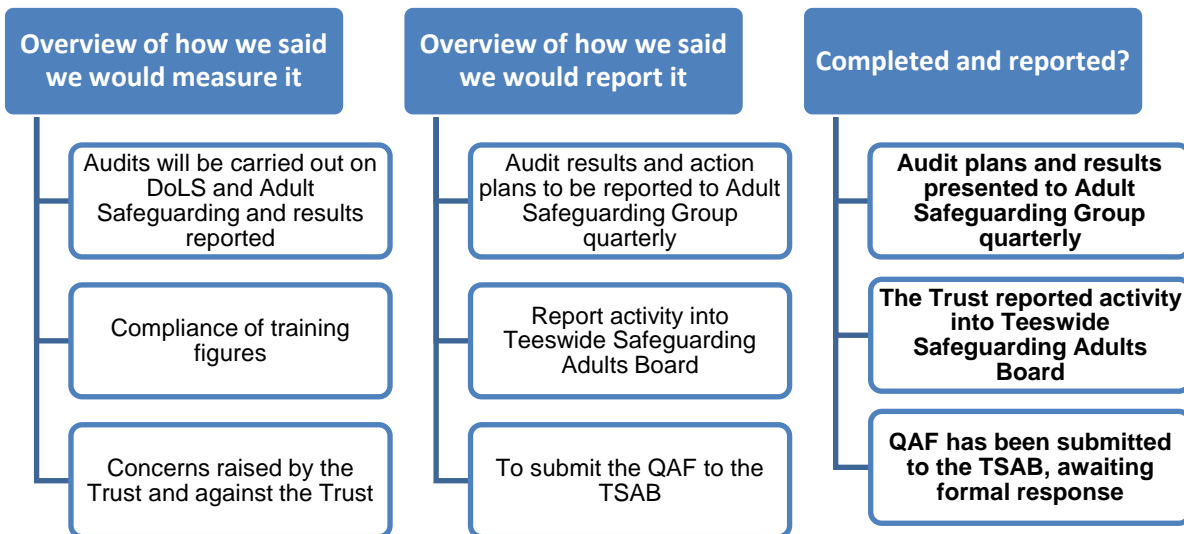 Overview of how we said
we would measure it
Audits will be carried out on
DoLS and Adult
Safeguarding and results
reported
Compliance of training
figures
Concerns raised by the
Trust and against the Trust
Overview of how we said
we would report it
Audit results and action
plans to be reported to Adult
Safeguarding Group
quarterly
Report activity into
Teeswide Safeguarding
Adults Board
To submit the QAF to the
TSAB
Completed and reported?
Audit plans and results
presented to Adult
Safeguarding Group
quarterly
The Trust reported activity
into Teeswide
Safeguarding Adults
Board
QAF has been submitted
to the TSAB, awaiting
formal response